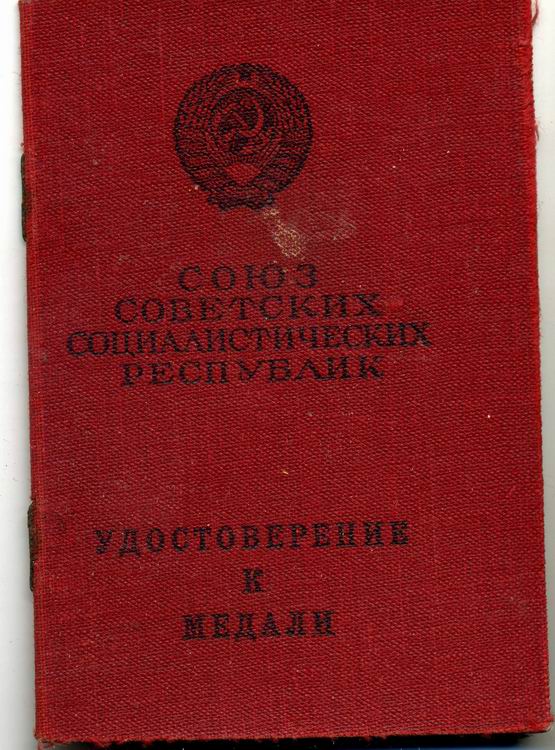 СОЮЗ
СОВЕТСКИХ
СОЦИАЛИСТИЧЕСКИХ
РЕСПУБЛИК
УДОСТОВЕРЕНИЕ
К
МЕДАЛИ